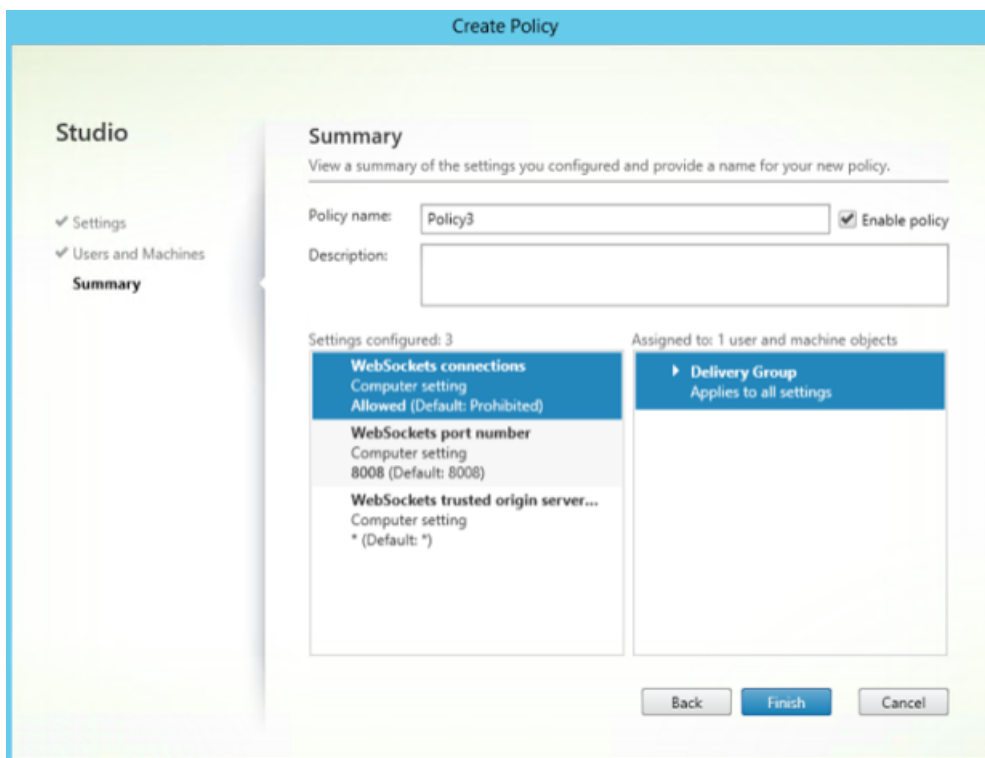 Create Policy
Studio
Settings
Users and Machines
Summary
Summary
View a summary of the settings you configured and provide a name for your new policy.
Policy name:
Policy3
Enable policy
Description:
Settings configured: 3
WebSockets connections
Computer setting
Allowed (Default: Prohibited)
WebSockets port number
Computer setting
8008 (Default: 8008)
WebSockets trusted origin server...
Computer setting
* (Default: *)
Assigned to: 1 user and machine objects
Delivery Group
Applies to all settings
Back
Finish
Cancel